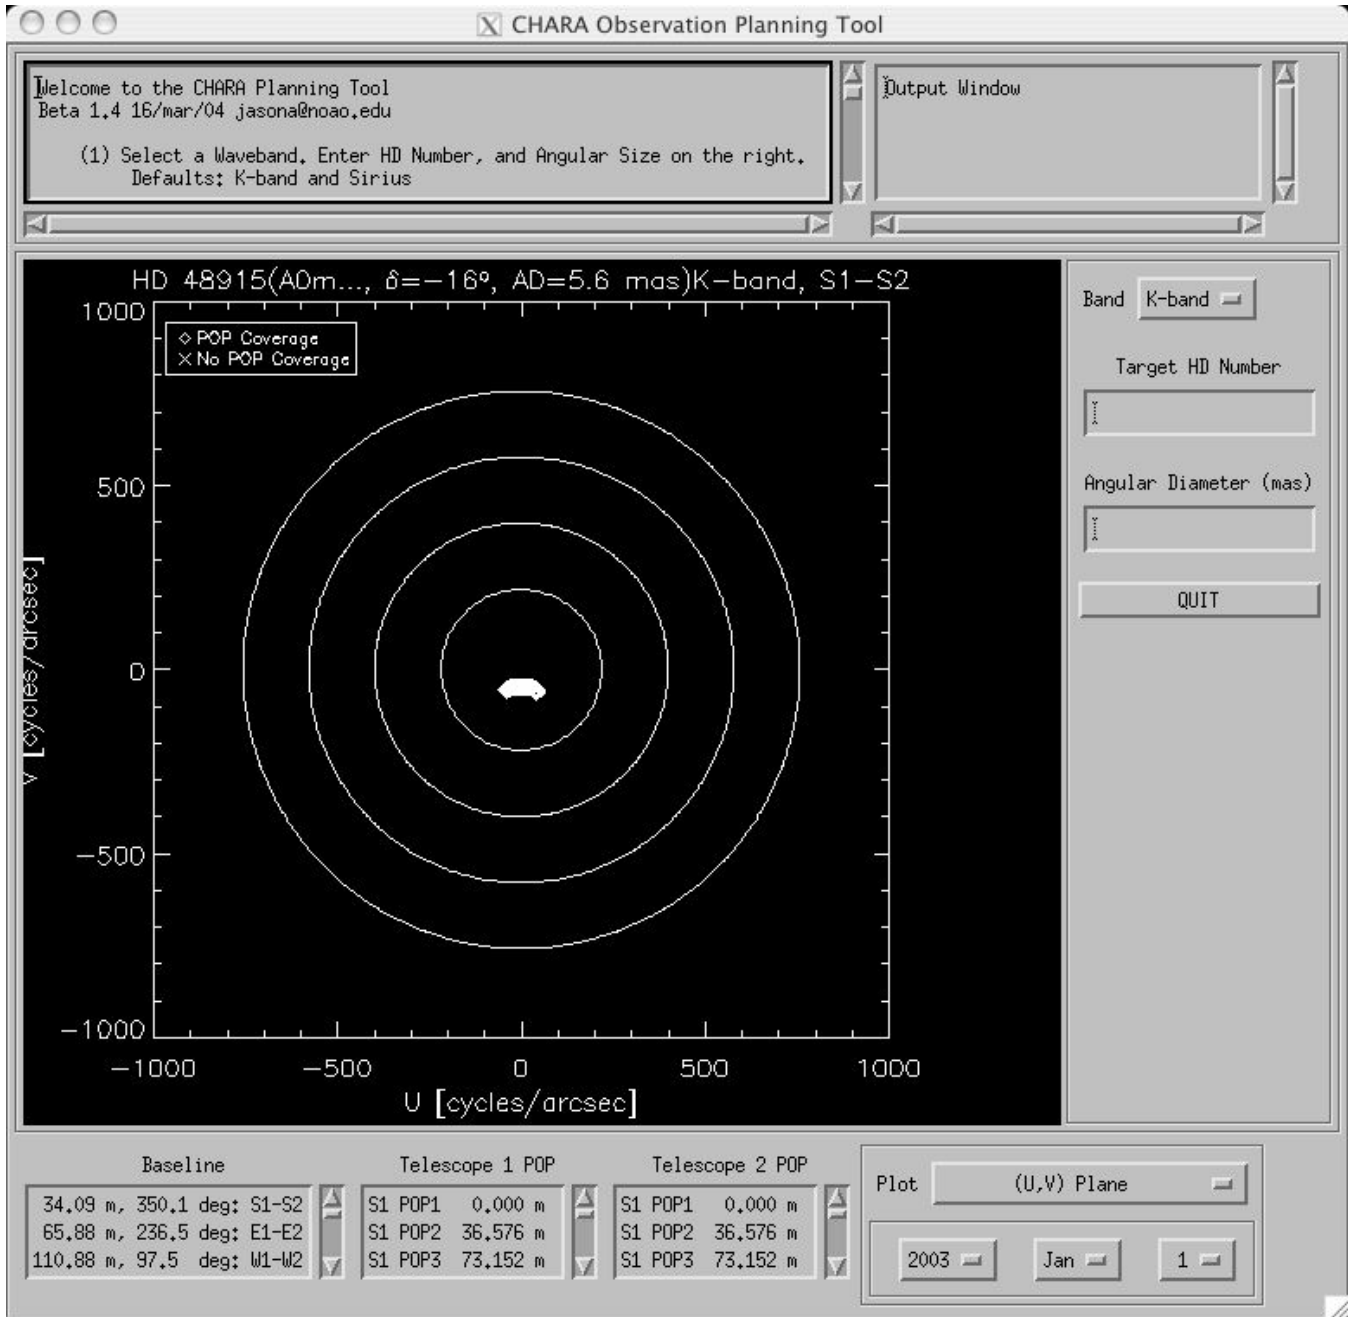 CHARA Observation Planning Tool
Welcome to the CHARA Planning Tool
Beta 1.4 16/mar/04 jasona@noao.edu
(1) Select a Waveband. Enter HD Number, and Angular Size on the right.
Defaults: K-band and Sirius
Output Window
HD 48915(A0m..., δ=-16º, AD=5.6 mas)K-band, S1-S2
◇ POP Coverage
× No POP Coverage
1000
500
0
-500
-1000
V [cycles/arcsec]
-1000 -500 0 500 1000
U [cycles/arcsec]
Band K-band
Target HD Number
Angular Diameter (mas)
QUIT
Baseline
34.09 m, 350.1 deg: S1-S2
65.88 m, 236.5 deg: E1-E2
110.88 m, 97.5 deg: W1-W2
Telescope 1 POP
S1 POP1 0.000 m
S1 POP2 36.576 m
S1 POP3 73.152 m
Telescope 2 POP
S1 POP1 0.000 m
S1 POP2 36.576 m
S1 POP3 73.152 m
Plot (U,V) Plane
2003 Jan 1